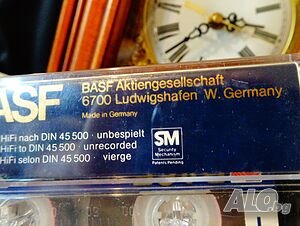 BASF Aktiengesellschaft
6700 Ludwigshafen W. Germany
Made in Germany
ASF
HiFi nach DIN 45 500 · unbespielt
HiFi to DIN 45 500 · unrecorded
HiFi selon DIN 45 500 · vierge
SM
Security
Mechanism
Patents Pending
ALO.bg